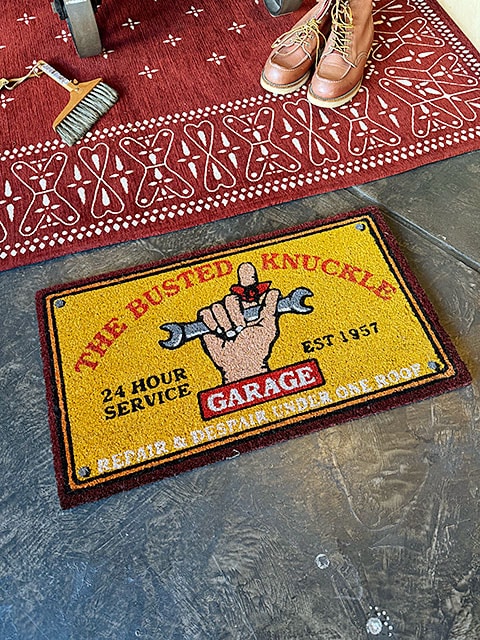 THE BUSTED KNUCKLE
24 HOUR
SERVICE
EST 1957
GARAGE
REPAIR & DESPAIR UNDER ONE ROOF